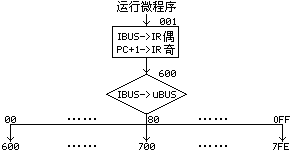 运行微程序
001
IBUS->IR偶
PC+1->IR奇
600
IBUS->uBUS
00 ...... 80 ...... 0FF
600 700 7FE